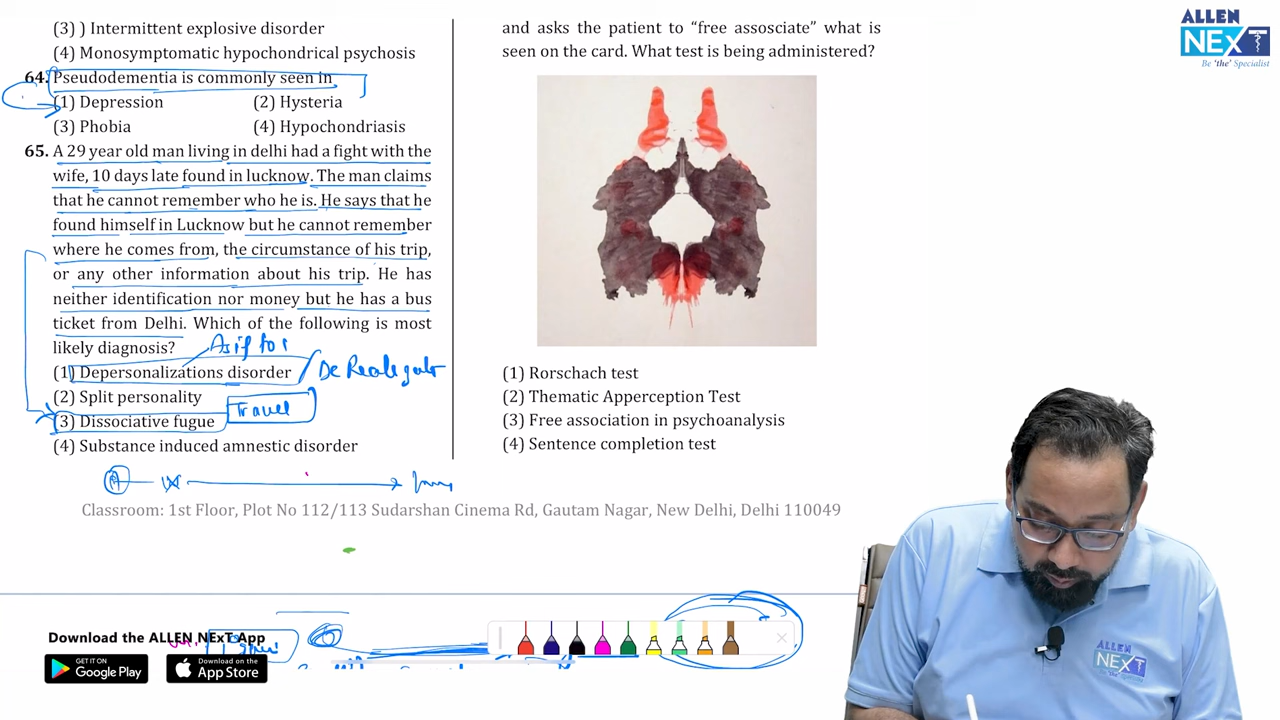 (3) ) Intermittent explosive disorder
(4) Monosymptomatic hypochondrical psychosis
64. Pseudodementia is commonly seen in
(1) Depression (2) Hysteria
(3) Phobia (4) Hypochondriasis
65. A 29 year old man living in delhi had a fight with the
wife, 10 days late found in lucknow. The man claims
that he cannot remember who he is. He says that he
found himself in Lucknow but he cannot remember
where he comes from, the circumstance of his trip,
or any other information about his trip. He has
neither identification nor money but he has a bus
ticket from Delhi. Which of the following is most
likely diagnosis?
As if for
(1) Depersonalizations disorder
(2) Split personality
(3) Dissociative fugue
Travel
(4) Substance induced amnestic disorder
and asks the patient to “free assosciate” what is
seen on the card. What test is being administered?
(1) Rorschach test
(2) Thematic Apperception Test
(3) Free association in psychoanalysis
(4) Sentence completion test
Classroom: 1st Floor, Plot No 112/113 Sudarshan Cinema Rd, Gautam Nagar, New Delhi, Delhi 110049
Download the ALLEN NExT App
GET IT ON
Google Play
Download on the
App Store
ALLEN
NEXT
Be 'the' Specialist
ALLEN
NEXT